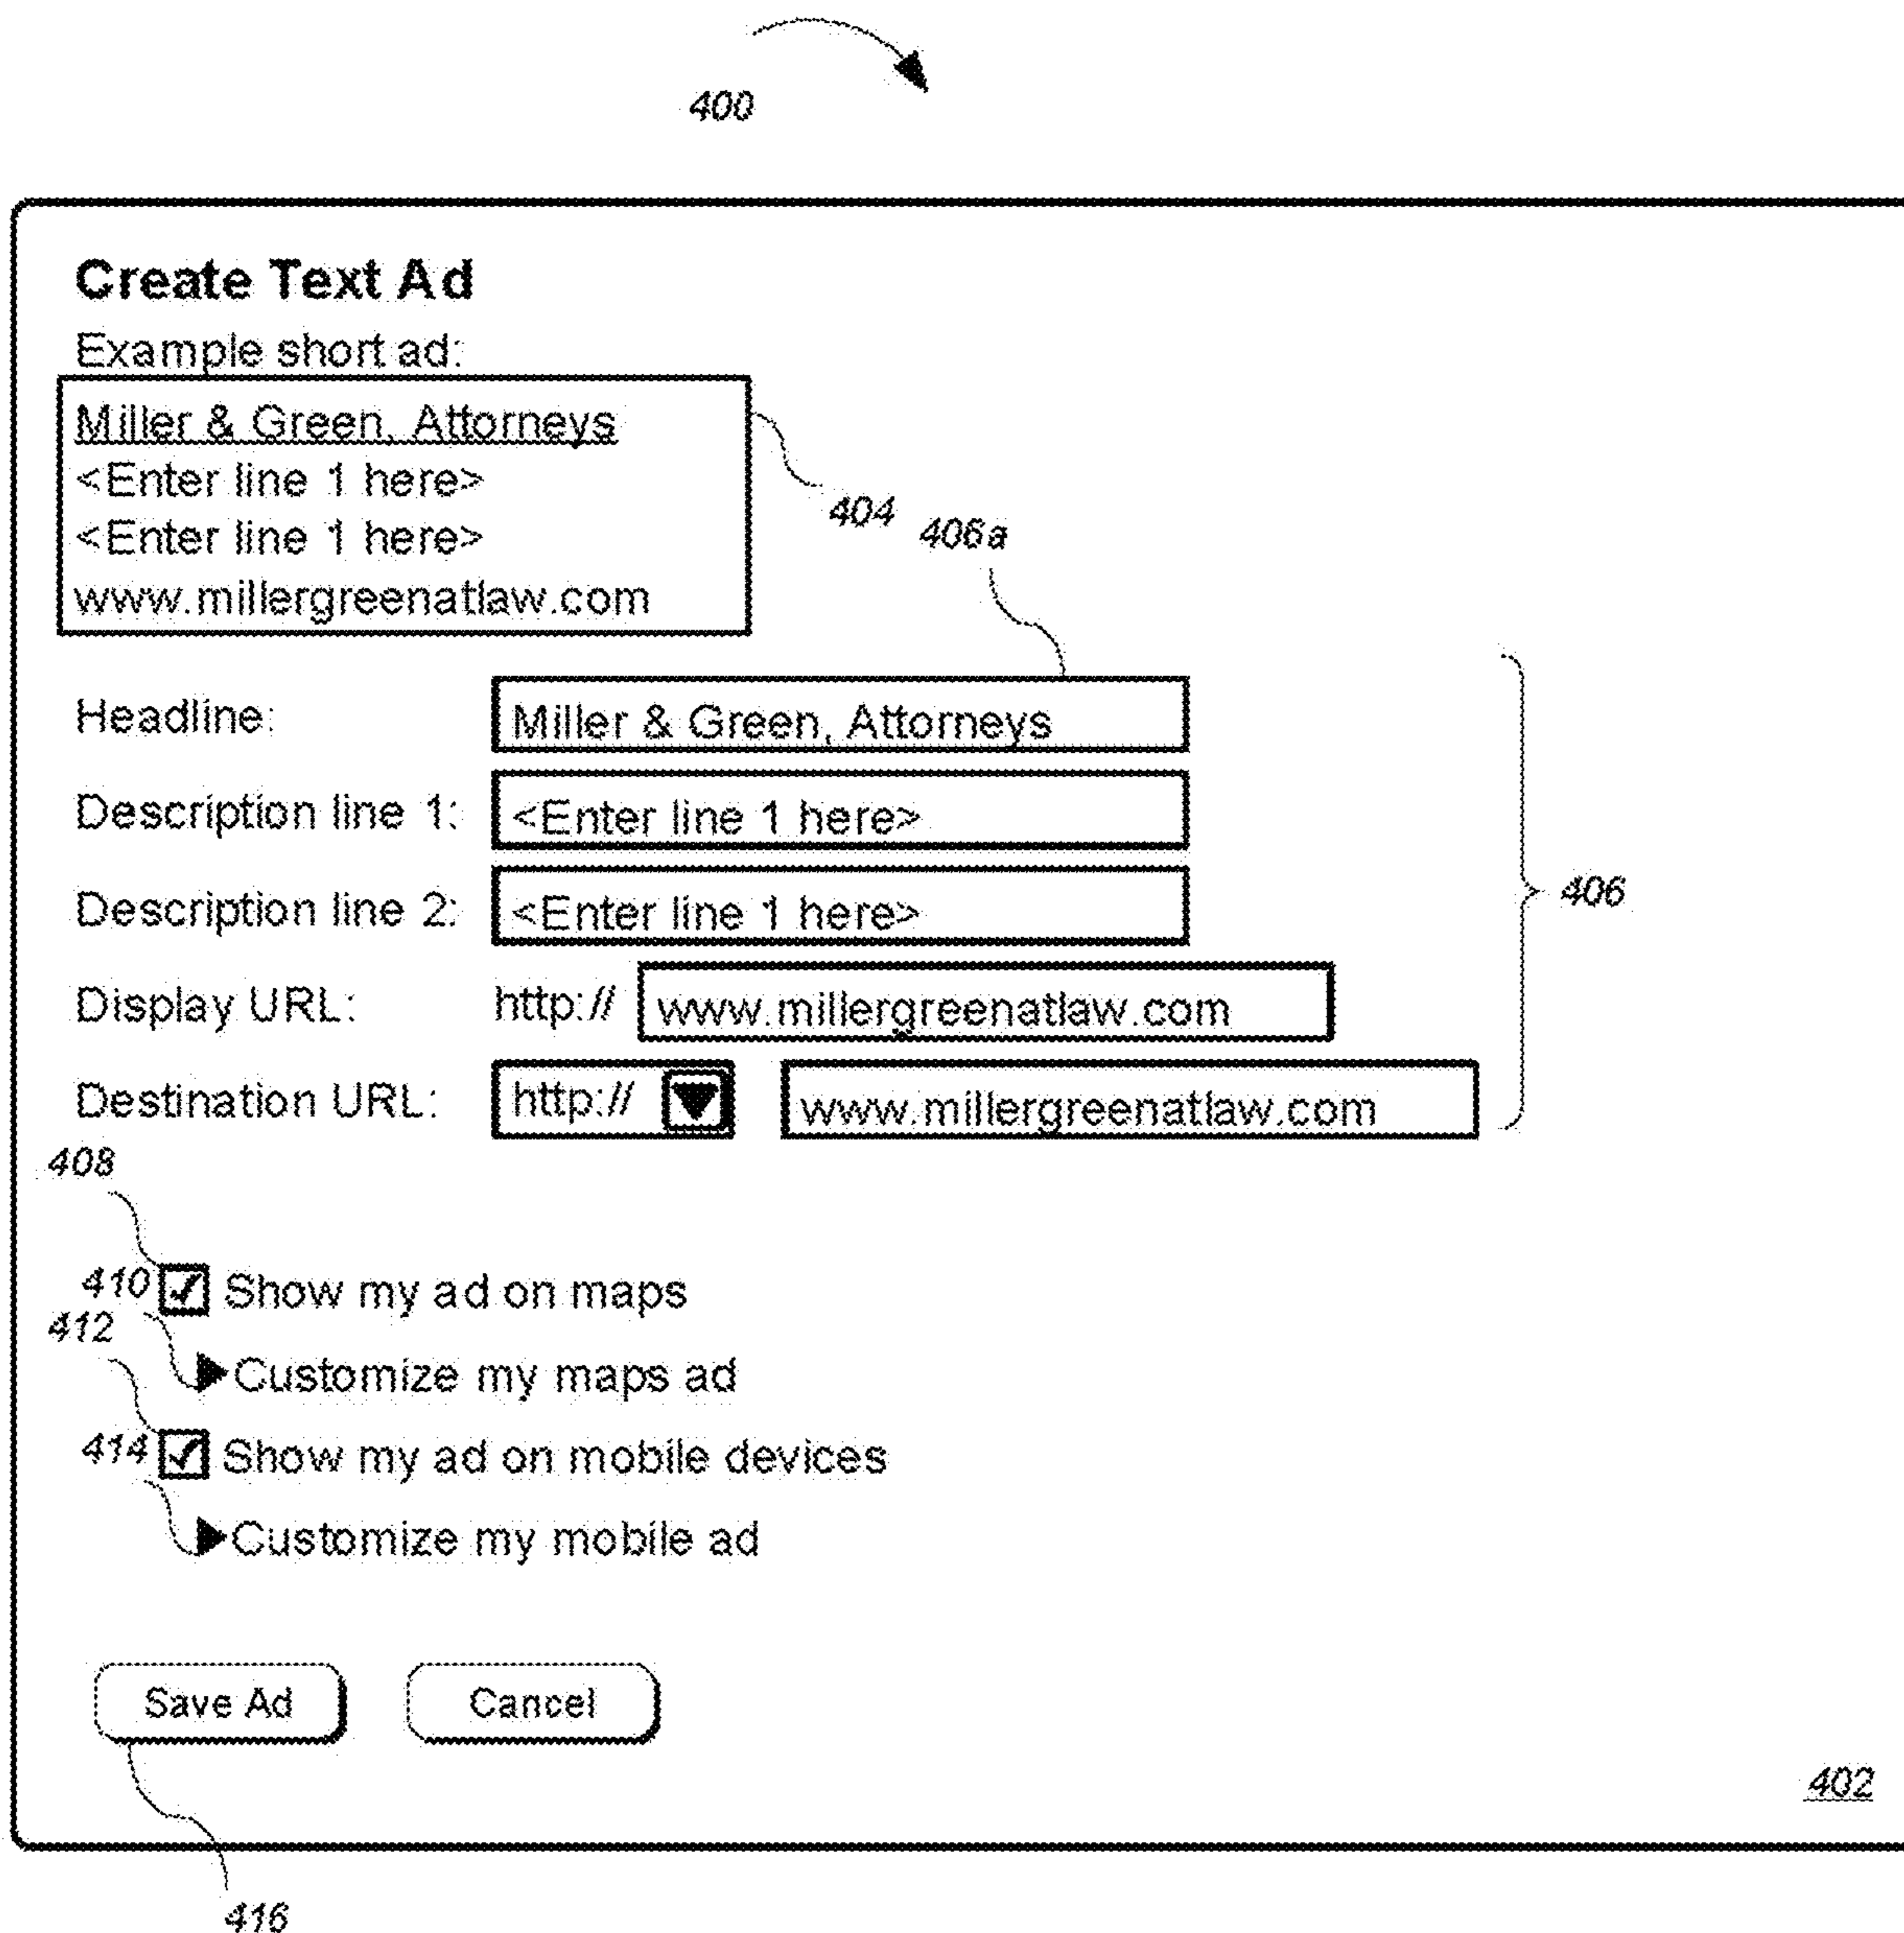 400
Create Text Ad
Example short ad:
Miller & Green, Attorneys
<Enter line 1 here>
<Enter line 1 here>
www.millergreenatlaw.com
404
406a
Headline: Miller & Green, Attorneys
Description line 1: <Enter line 1 here>
Description line 2: <Enter line 1 here>
406
Display URL: http:// www.millergreenatlaw.com
Destination URL: http:// www.millergreenatlaw.com
408
410 Show my ad on maps
412
Customize my maps ad
414 Show my ad on mobile devices
Customize my mobile ad
Save Ad Cancel
402
416